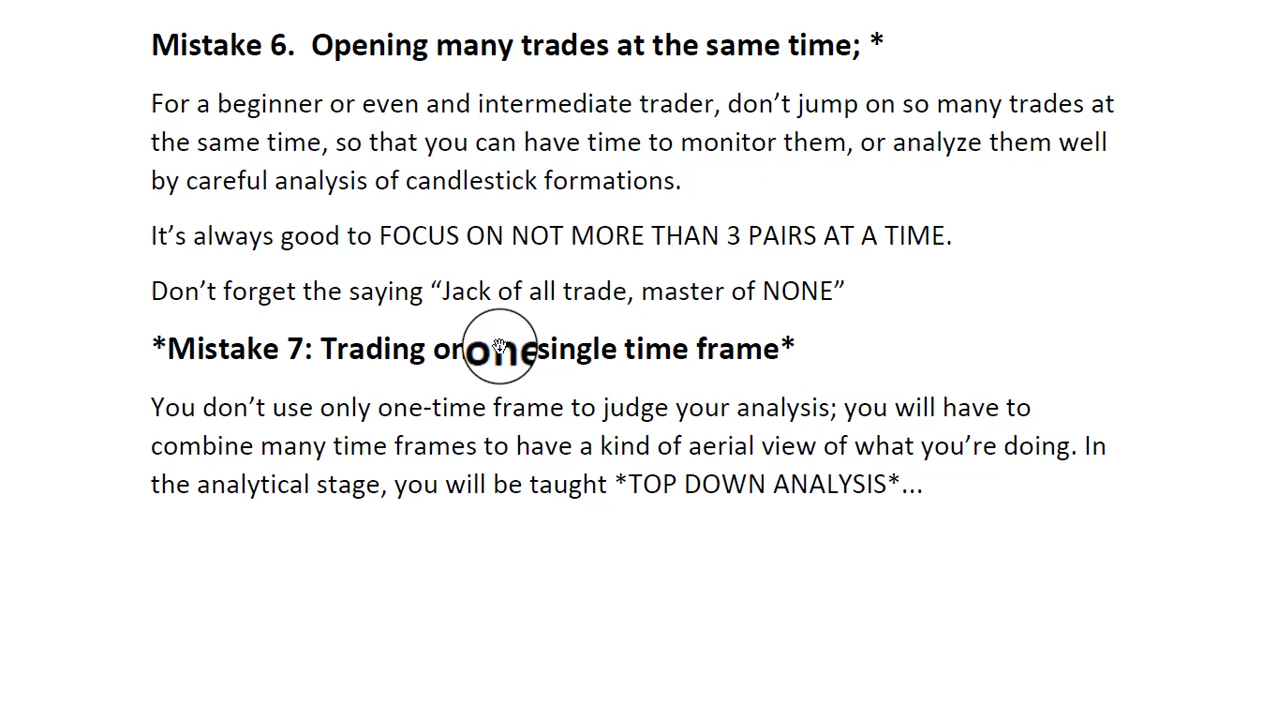 Mistake 6.  Opening many trades at the same time; *
For a beginner or even and intermediate trader, don’t jump on so many trades at
the same time, so that you can have time to monitor them, or analyze them well
by careful analysis of candlestick formations.
It’s always good to FOCUS ON NOT MORE THAN 3 PAIRS AT A TIME.
Don’t forget the saying “Jack of all trade, master of NONE”
*Mistake 7: Trading on one single time frame*
You don’t use only one-time frame to judge your analysis; you will have to
combine many time frames to have a kind of aerial view of what you’re doing. In
the analytical stage, you will be taught *TOP DOWN ANALYSIS*...